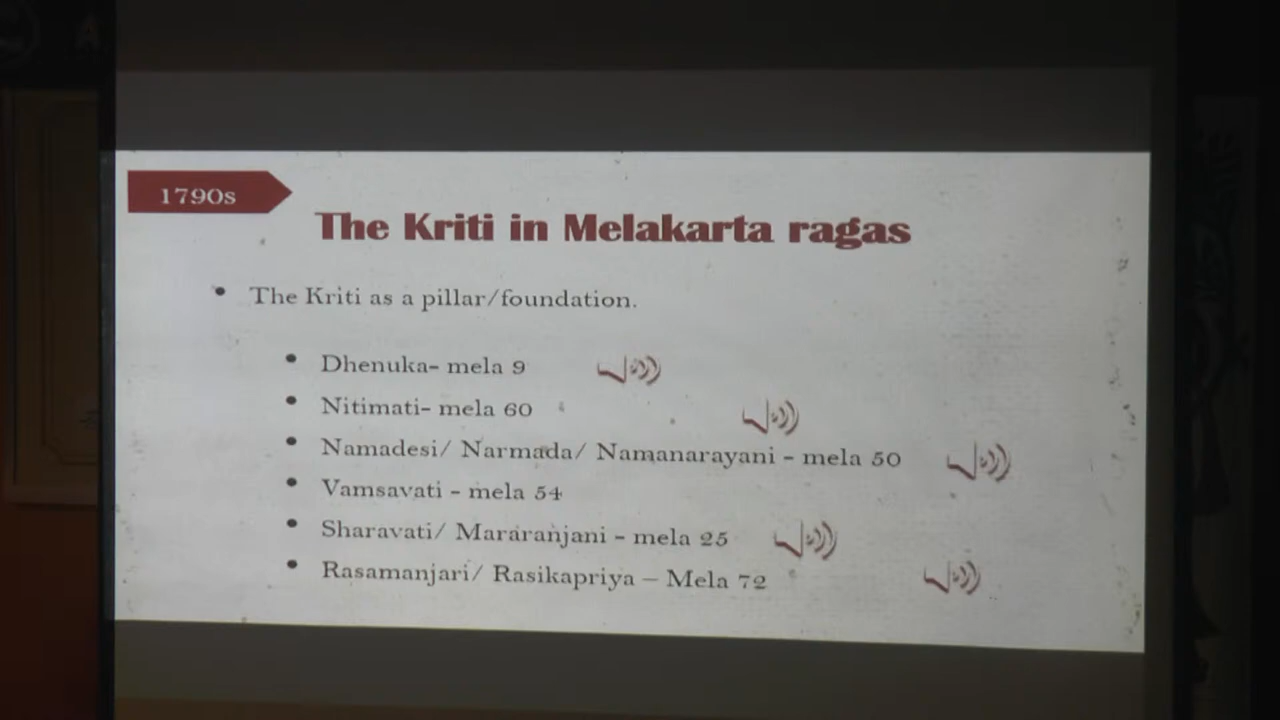 1790s
The Kriti in Melakarta ragas
• The Kriti as a pillar/foundation.
• Dhenuka- mela 9
• Nitimati- mela 60
• Namadesi/ Narmada/ Namanarayani - mela 50
• Vamsavati - mela 54
• Sharavati/ Mararanjani - mela 25
• Rasamanjari/ Rasikapriya – Mela 72